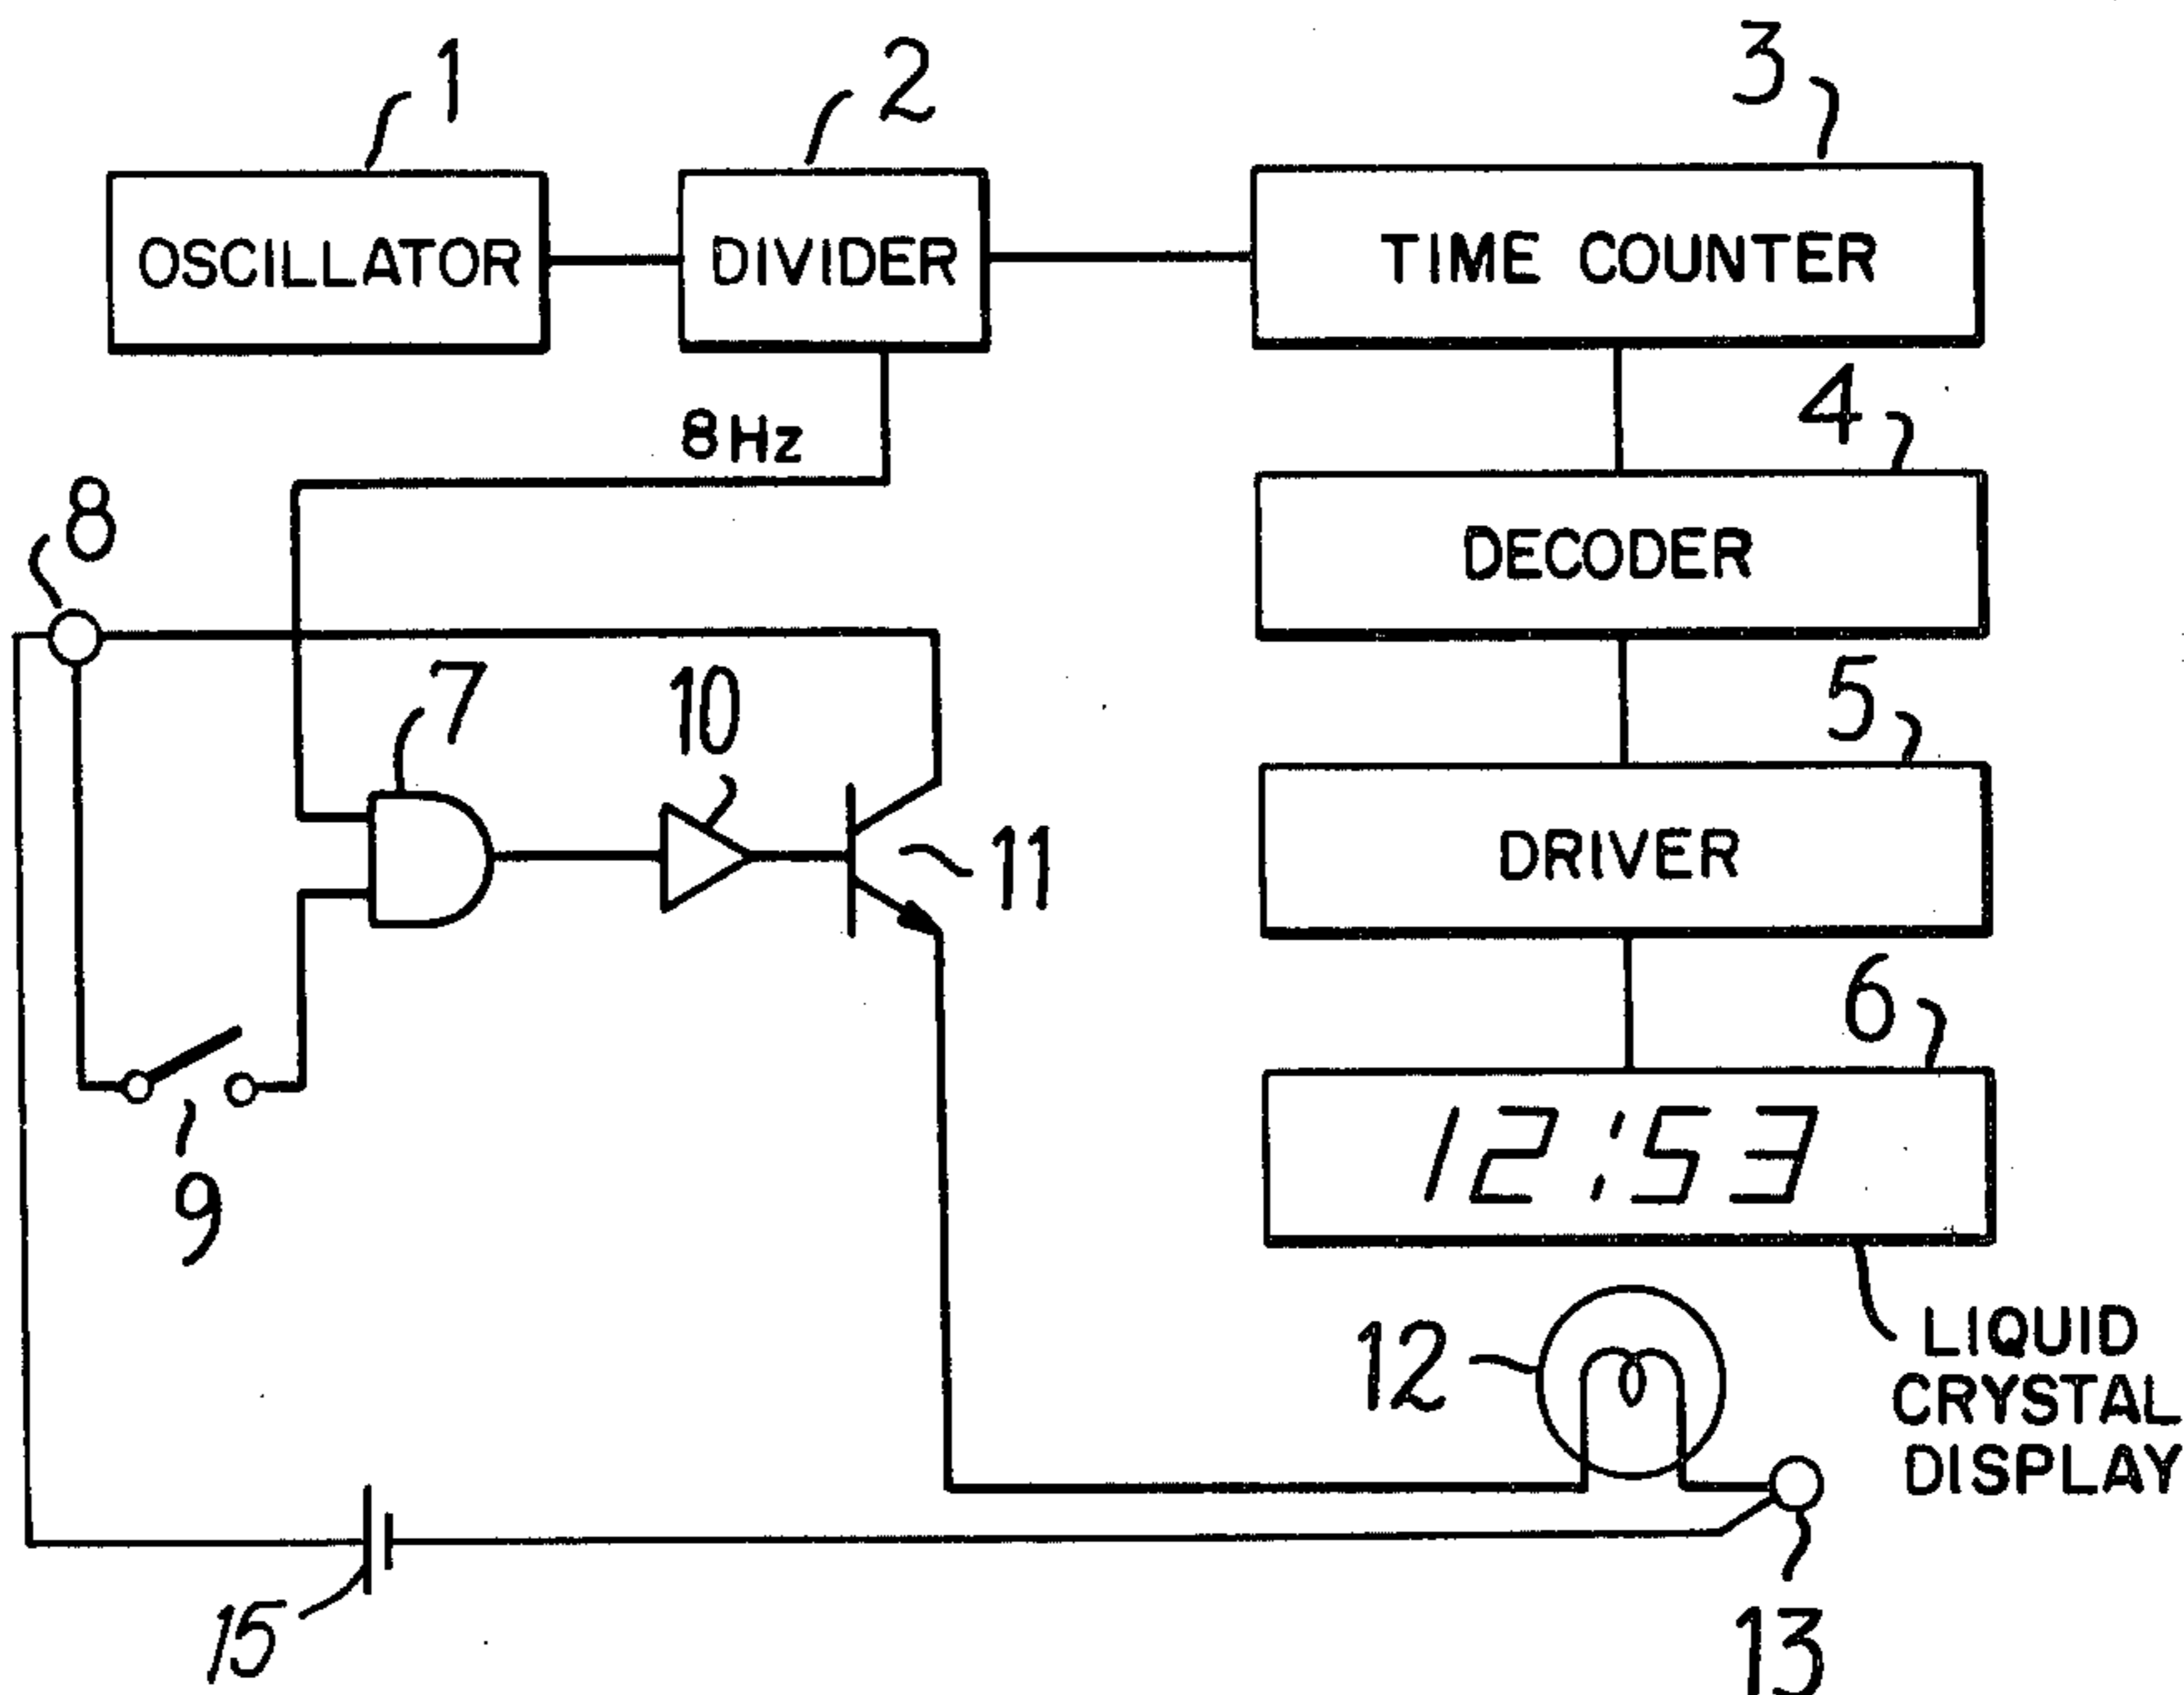 1
2
3
OSCILLATOR
DIVIDER
TIME COUNTER
8Hz
4
8
DECODER
7
10
5
11
DRIVER
6
9
12:53
12
LIQUID
CRYSTAL
DISPLAY
15
13